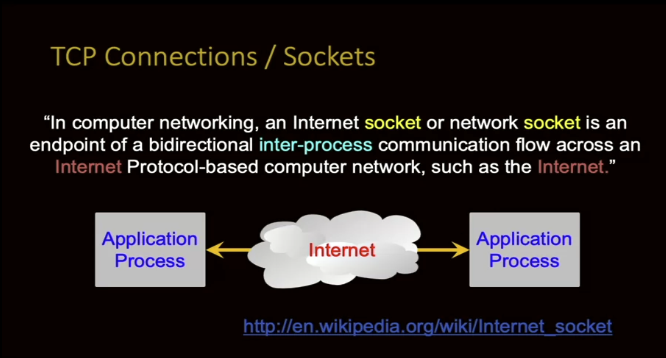 TCP Connections / Sockets
“In computer networking, an Internet socket or network socket is an
endpoint of a bidirectional inter-process communication flow across an
Internet Protocol-based computer network, such as the Internet.”
Application
Process
Internet
Application
Process
http://en.wikipedia.org/wiki/Internet_socket